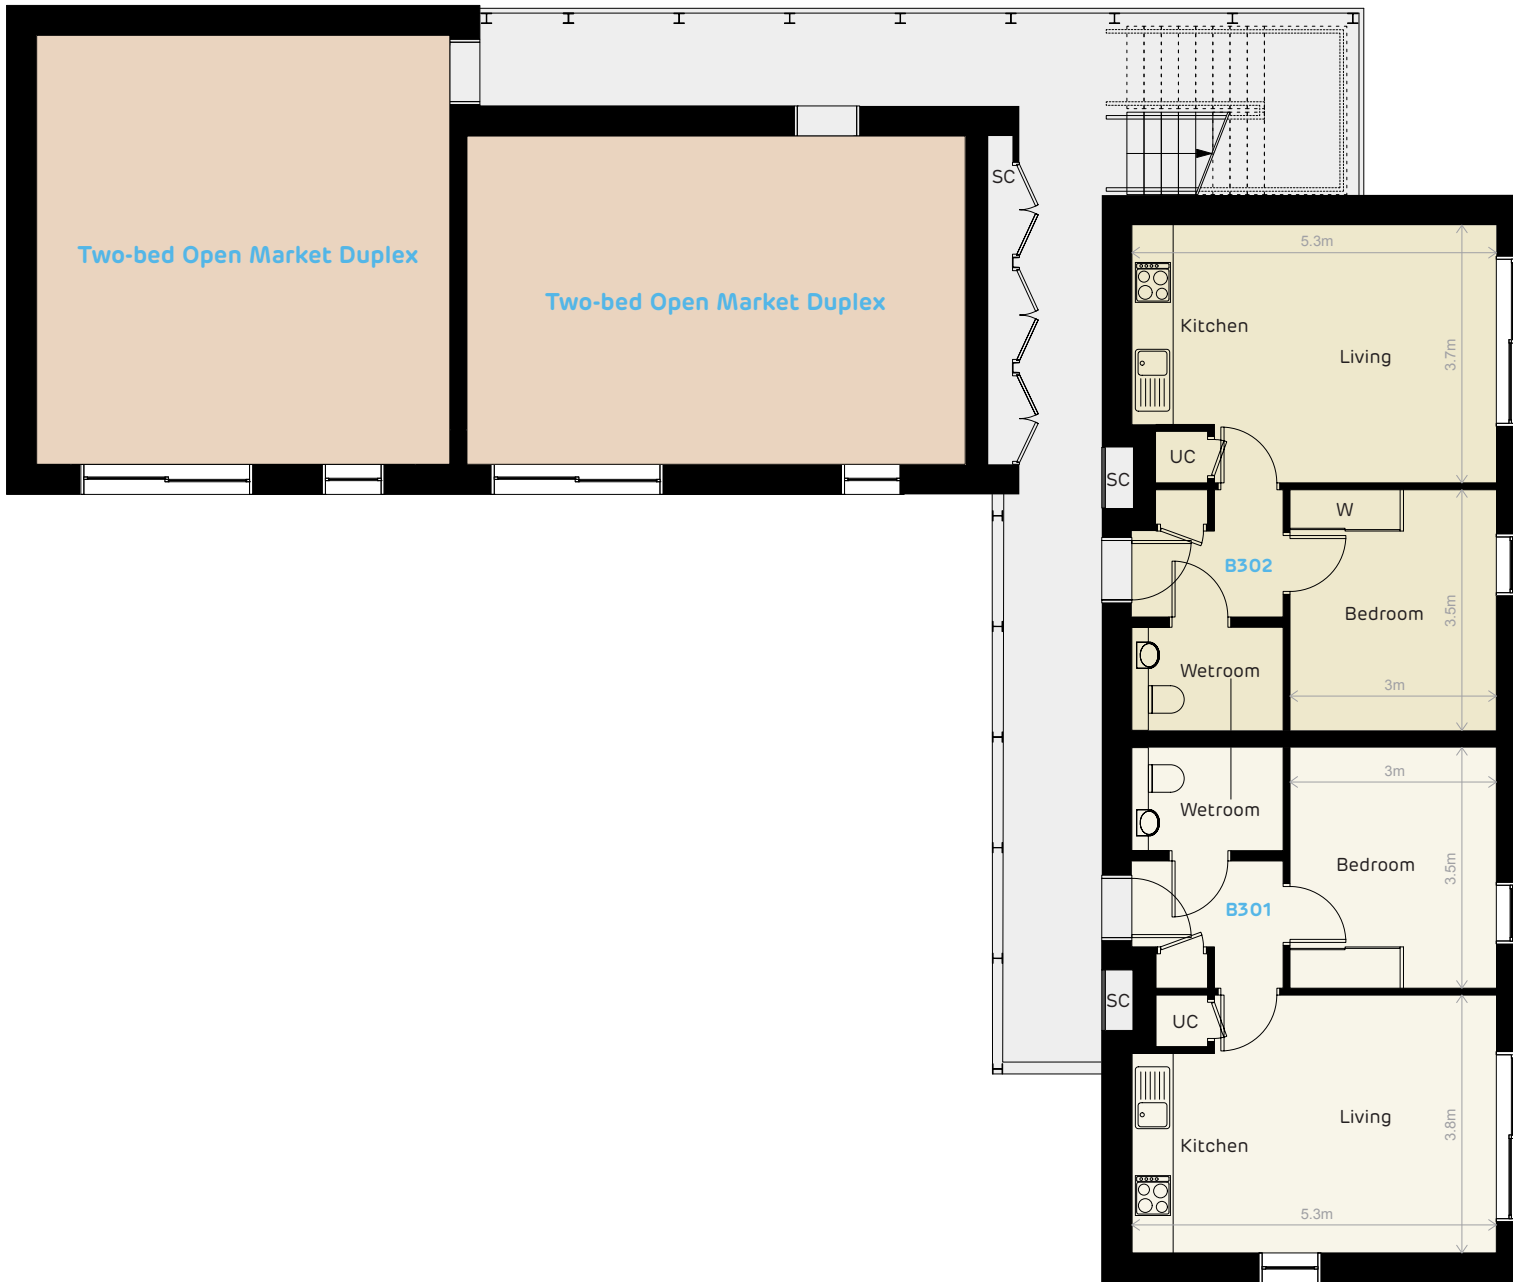 Two-bed Open Market Duplex
Two-bed Open Market Duplex
SC
5.3m
Kitchen
Living
3.7m
UC
SC
W
B302
Bedroom
3.5m
Wetroom
3m
3m
Wetroom
Bedroom
3.5m
B301
SC
UC
Living
3.8m
Kitchen
5.3m